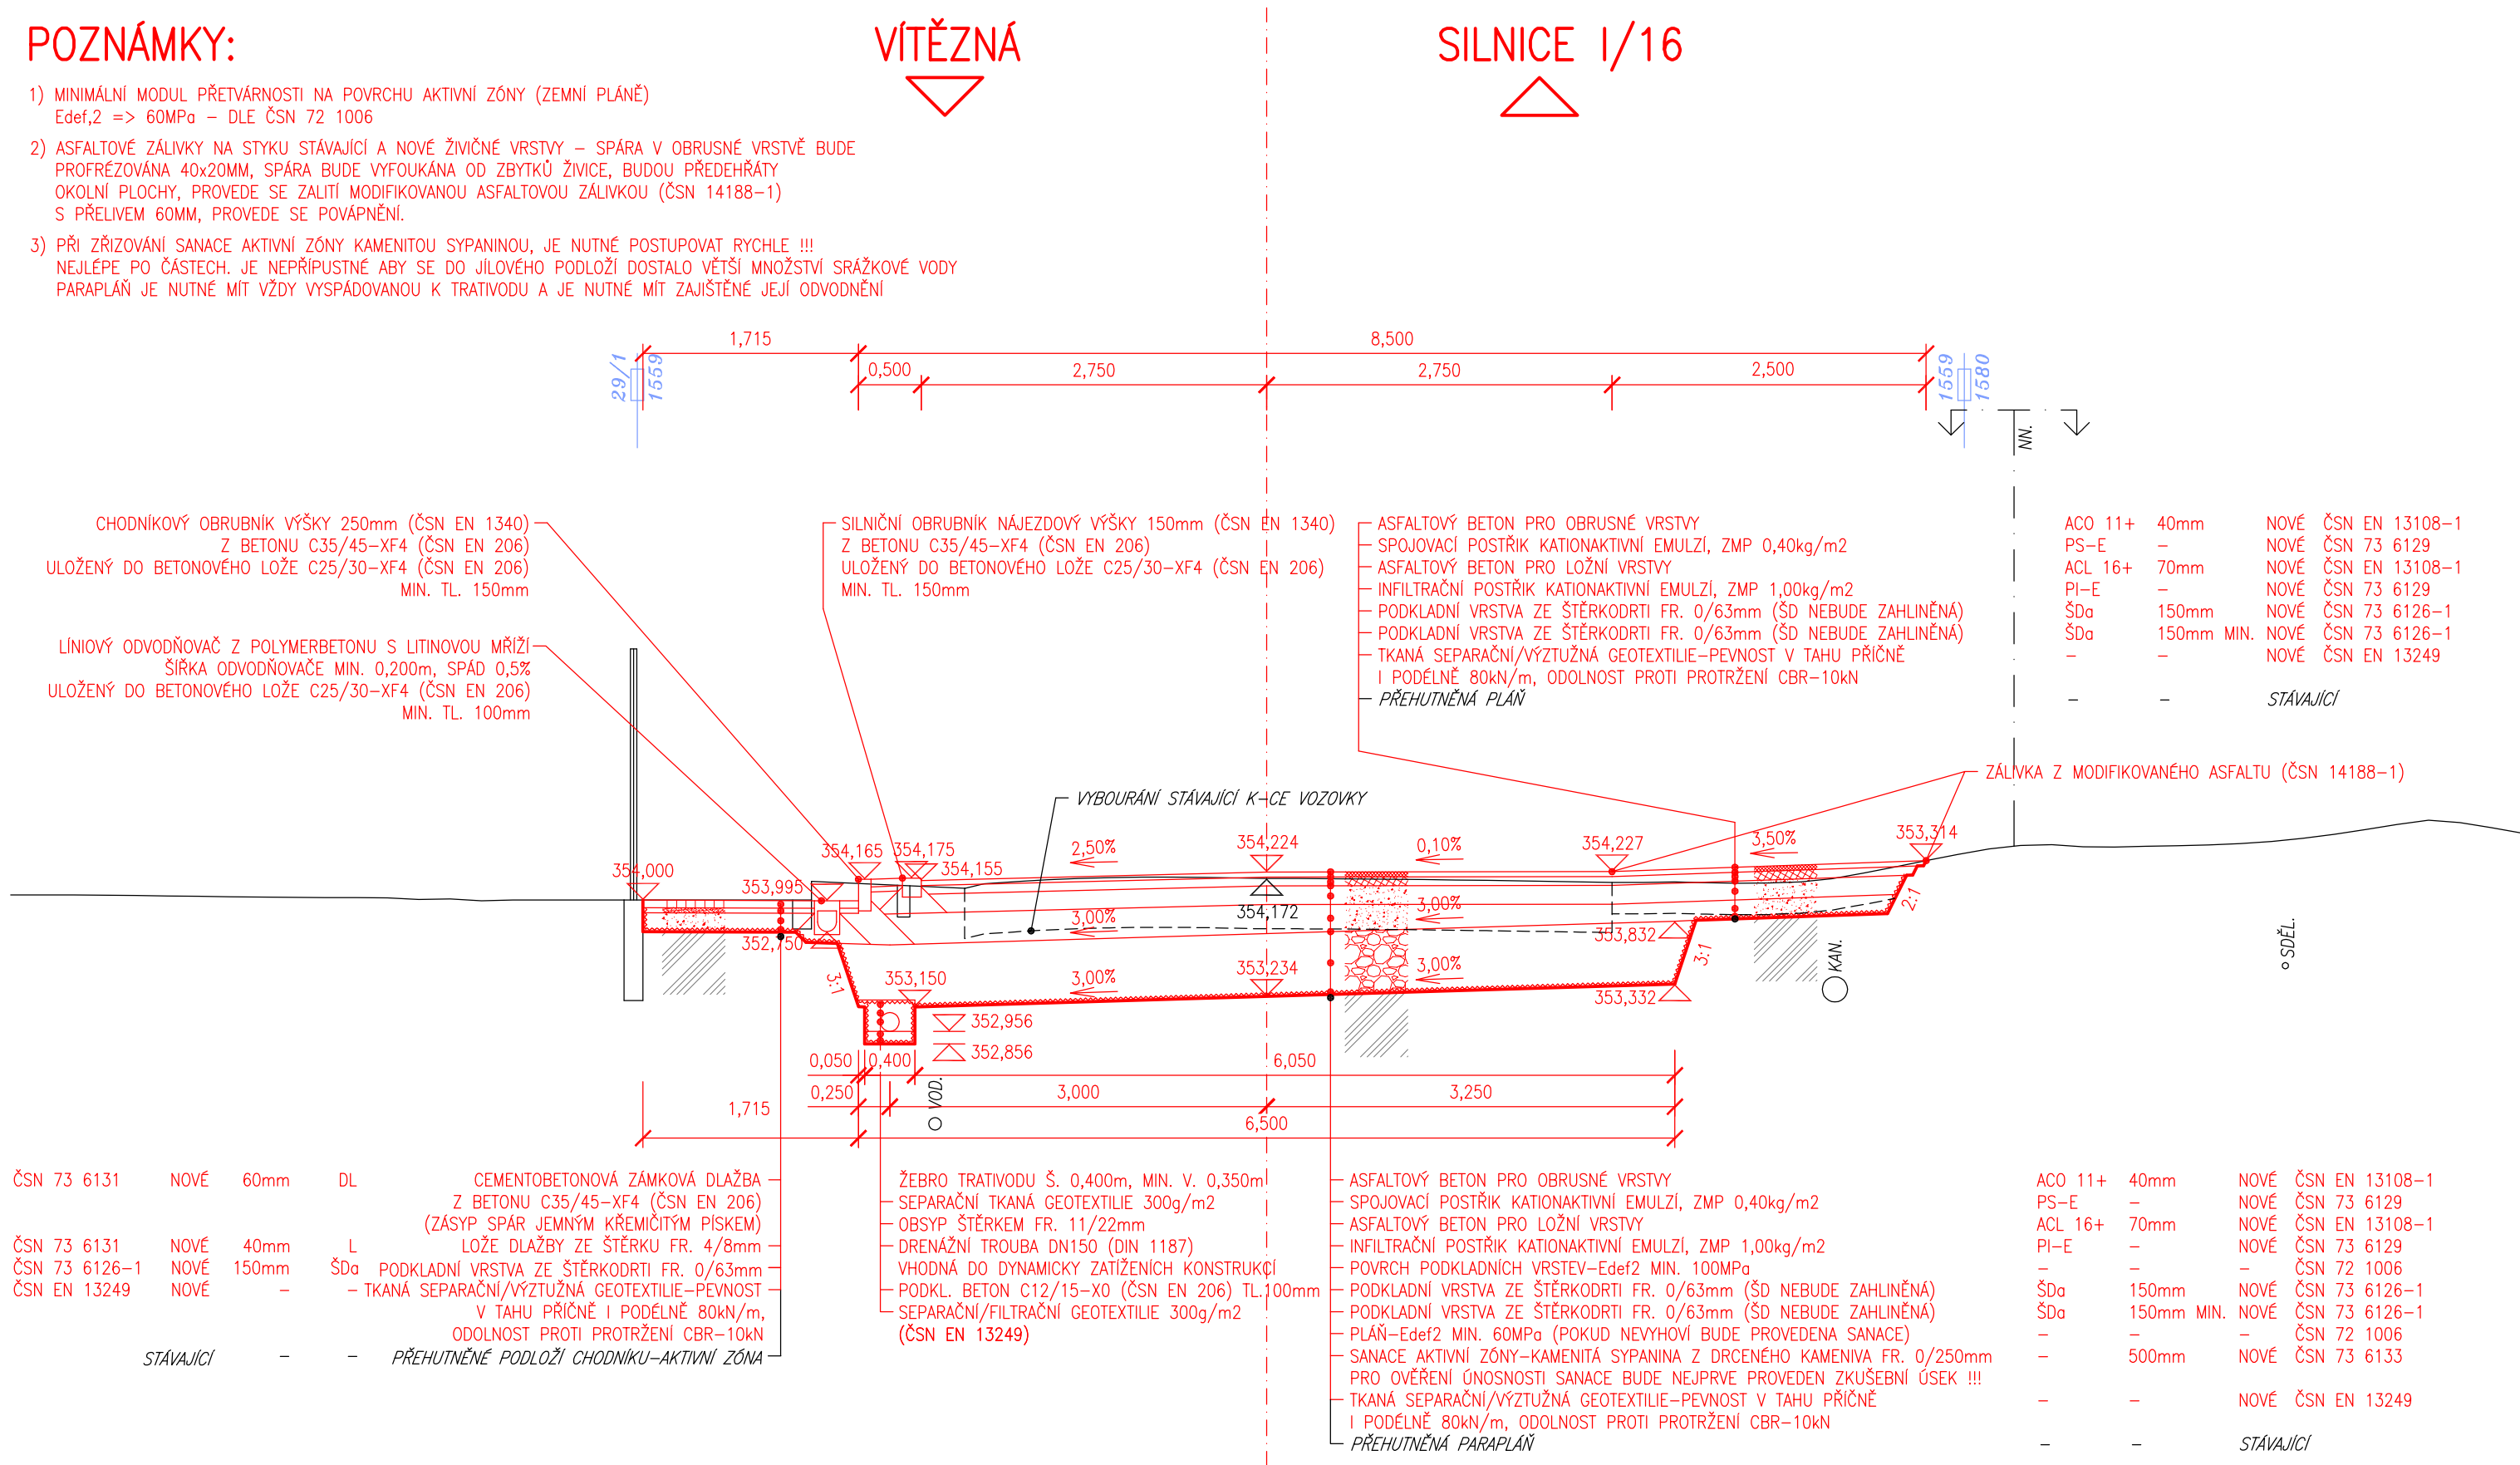 POZNÁMKY:
VÍTĚZNÁ
SILNICE I/16
1) MINIMÁLNÍ MODUL PŘETVÁRNOSTI NA POVRCHU AKTIVNÍ ZÓNY (ZEMNÍ PLÁNĚ)
Edef,2 => 60MPa – DLE ČSN 72 1006
2) ASFALTOVÉ ZÁLIVKY NA STYKU STÁVAJÍCÍ A NOVÉ ŽIVIČNÉ VRSTVY – SPÁRA V OBRUSNÉ VRSTVĚ BUDE
PROFRÉZOVÁNA 40x20MM, SPÁRA BUDE VYFOUKÁNA OD ZBYTKŮ ŽIVICE, BUDOU PŘEDEHŘÁTY
OKOLNÍ PLOCHY, PROVEDE SE ZALITÍ MODIFIKOVANOU ASFALTOVOU ZÁLIVKOU (ČSN 14188–1)
S PŘELIVEM 60MM, PROVEDE SE POVÁPNĚNÍ.
3) PŘI ZŘIZOVÁNÍ SANACE AKTIVNÍ ZÓNY KAMENITOU SYPANINOU, JE NUTNÉ POSTUPOVAT RYCHLE !!!
NEJLÉPE PO ČÁSTECH. JE NEPŘÍPUSTNÉ ABY SE DO JÍLOVÉHO PODLOŽÍ DOSTALO VĚTŠÍ MNOŽSTVÍ SRÁŽKOVÉ VODY
PARAPLÁŇ JE NUTNÉ MÍT VŽDY VYSPÁDOVANOU K TRATIVODU A JE NUTNÉ MÍT ZAJIŠTĚNÉ JEJÍ ODVODNĚNÍ
1,715
8,500
0,500
2,750
2,750
2,500
29/1
1559
1559
1580
NN.
CHODNÍKOVÝ OBRUBNÍK VÝŠKY 250mm (ČSN EN 1340)
Z BETONU C35/45–XF4 (ČSN EN 206)
ULOŽENÝ DO BETONOVÉHO LOŽE C25/30–XF4 (ČSN EN 206)
MIN. TL. 150mm
LÍNIOVÝ ODVODŇOVAČ Z POLYMERBETONU S LITINOVOU MŘÍŽÍ
ŠÍŘKA ODVODŇOVAČE MIN. 0,200m, SPÁD 0,5%
ULOŽENÝ DO BETONOVÉHO LOŽE C25/30–XF4 (ČSN EN 206)
MIN. TL. 100mm
SILNIČNÍ OBRUBNÍK NÁJEZDOVÝ VÝŠKY 150mm (ČSN EN 1340)
Z BETONU C35/45–XF4 (ČSN EN 206)
ULOŽENÝ DO BETONOVÉHO LOŽE C25/30–XF4 (ČSN EN 206)
MIN. TL. 150mm
ASFALTOVÝ BETON PRO OBRUSNÉ VRSTVY ACO 11+ 40mm NOVÉ ČSN EN 13108–1
SPOJOVACÍ POSTŘIK KATIONAKTIVNÍ EMULZÍ, ZMP 0,40kg/m2 PS–E – NOVÉ ČSN 73 6129
ASFALTOVÝ BETON PRO LOŽNÍ VRSTVY ACL 16+ 70mm NOVÉ ČSN EN 13108–1
INFILTRAČNÍ POSTŘIK KATIONAKTIVNÍ EMULZÍ, ZMP 1,00kg/m2 PI–E – NOVÉ ČSN 73 6129
PODKLADNÍ VRSTVA ZE ŠTĚRKODRTI FR. 0/63mm (ŠD NEBUDE ZAHLINĚNÁ) ŠDa 150mm NOVÉ ČSN 73 6126–1
PODKLADNÍ VRSTVA ZE ŠTĚRKODRTI FR. 0/63mm (ŠD NEBUDE ZAHLINĚNÁ) ŠDa 150mm MIN. NOVÉ ČSN 73 6126–1
TKANÁ SEPARAČNÍ/VÝZTUŽNÁ GEOTEXTILIE–PEVNOST V TAHU PŘÍČNĚ – – NOVÉ ČSN EN 13249
I PODÉLNĚ 80kN/m, ODOLNOST PROTI PROTRŽENÍ CBR–10kN
PŘEHUTNĚNÁ PLÁŇ – – STÁVAJÍCÍ
ZÁLIVKA Z MODIFIKOVANÉHO ASFALTU (ČSN 14188–1)
VYBOURÁNÍ STÁVAJÍCÍ K–CE VOZOVKY
354,000
353,995
354,165
354,175
354,155
2,50%
354,224
0,10%
354,227
3,50%
353,314
352,750
3,00%
354,172
3,00%
353,832
2:1
3:1
3:1
353,150
3,00%
353,234
3,00%
353,332
352,956
352,856
KAN.
SDĚL.
VOD.
0,050
0,400
6,050
0,250
3,000
3,250
1,715
6,500
ČSN 73 6131 NOVÉ 60mm DL CEMENTOBETONOVÁ ZÁMKOVÁ DLAŽBA
Z BETONU C35/45–XF4 (ČSN EN 206)
(ZÁSYP SPÁR JEMNÝM KŘEMIČITÝM PÍSKEM)
ČSN 73 6131 NOVÉ 40mm L LOŽE DLAŽBY ZE ŠTĚRKU FR. 4/8mm
ČSN 73 6126–1 NOVÉ 150mm ŠDa PODKLADNÍ VRSTVA ZE ŠTĚRKODRTI FR. 0/63mm
ČSN EN 13249 NOVÉ – – TKANÁ SEPARAČNÍ/VÝZTUŽNÁ GEOTEXTILIE–PEVNOST
V TAHU PŘÍČNĚ I PODÉLNĚ 80kN/m,
ODOLNOST PROTI PROTRŽENÍ CBR–10kN
STÁVAJÍCÍ – – PŘEHUTNĚNÉ PODLOŽÍ CHODNÍKU–AKTIVNÍ ZÓNA
ŽEBRO TRATIVODU Š. 0,400m, MIN. V. 0,350m
SEPARAČNÍ TKANÁ GEOTEXTILIE 300g/m2
OBSYP ŠTĚRKEM FR. 11/22mm
DRENÁŽNÍ TROUBA DN150 (DIN 1187)
VHODNÁ DO DYNAMICKY ZATÍŽENÍCH KONSTRUKCÍ
PODKL. BETON C12/15–X0 (ČSN EN 206) TL.100mm
SEPARAČNÍ/FILTRAČNÍ GEOTEXTILIE 300g/m2
(ČSN EN 13249)
ASFALTOVÝ BETON PRO OBRUSNÉ VRSTVY ACO 11+ 40mm NOVÉ ČSN EN 13108–1
SPOJOVACÍ POSTŘIK KATIONAKTIVNÍ EMULZÍ, ZMP 0,40kg/m2 PS–E – NOVÉ ČSN 73 6129
ASFALTOVÝ BETON PRO LOŽNÍ VRSTVY ACL 16+ 70mm NOVÉ ČSN EN 13108–1
INFILTRAČNÍ POSTŘIK KATIONAKTIVNÍ EMULZÍ, ZMP 1,00kg/m2 PI–E – NOVÉ ČSN 73 6129
POVRCH PODKLADNÍCH VRSTEV–Edef2 MIN. 100MPa – – – ČSN 72 1006
PODKLADNÍ VRSTVA ZE ŠTĚRKODRTI FR. 0/63mm (ŠD NEBUDE ZAHLINĚNÁ) ŠDa 150mm NOVÉ ČSN 73 6126–1
PODKLADNÍ VRSTVA ZE ŠTĚRKODRTI FR. 0/63mm (ŠD NEBUDE ZAHLINĚNÁ) ŠDa 150mm MIN. NOVÉ ČSN 73 6126–1
PLÁŇ–Edef2 MIN. 60MPa (POKUD NEVYHOVÍ BUDE PROVEDENA SANACE) – – – ČSN 72 1006
SANACE AKTIVNÍ ZÓNY–KAMENITÁ SYPANINA Z DRCENÉHO KAMENIVA FR. 0/250mm – 500mm NOVÉ ČSN 73 6133
PRO OVĚŘENÍ ÚNOSNOSTI SANACE BUDE NEJPRVE PROVEDEN ZKUŠEBNÍ ÚSEK !!!
TKANÁ SEPARAČNÍ/VÝZTUŽNÁ GEOTEXTILIE–PEVNOST V TAHU PŘÍČNĚ – – NOVÉ ČSN EN 13249
I PODÉLNĚ 80kN/m, ODOLNOST PROTI PROTRŽENÍ CBR–10kN
PŘEHUTNĚNÁ PARAPLÁŇ – – STÁVAJÍCÍ